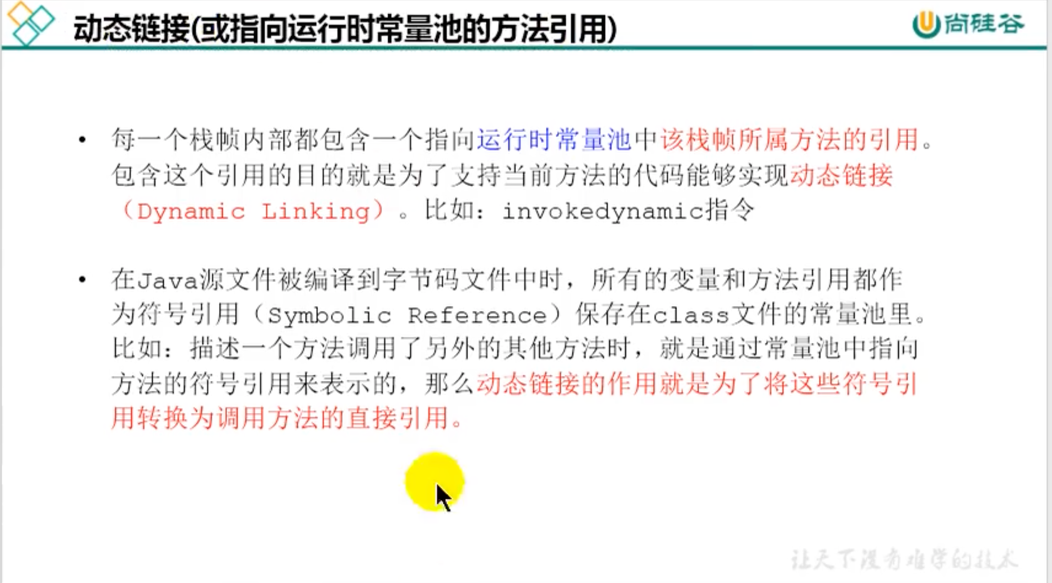 动态链接(或指向运行时常量池的方法引用)
尚硅谷
• 每一个栈帧内部都包含一个指向运行时常量池中该栈帧所属方法的引用。
包含这个引用的目的就是为了支持当前方法的代码能够实现动态链接
（Dynamic Linking）。比如：invokedynamic指令
• 在Java源文件被编译到字节码文件中时，所有的变量和方法引用都作
为符号引用（Symbolic Reference）保存在class文件的常量池里。
比如：描述一个方法调用了另外的其他方法时，就是通过常量池中指向
方法的符号引用来表示的，那么动态链接的作用就是为了将这些符号引
用转换为调用方法的直接引用。
让天下没有难学的技术